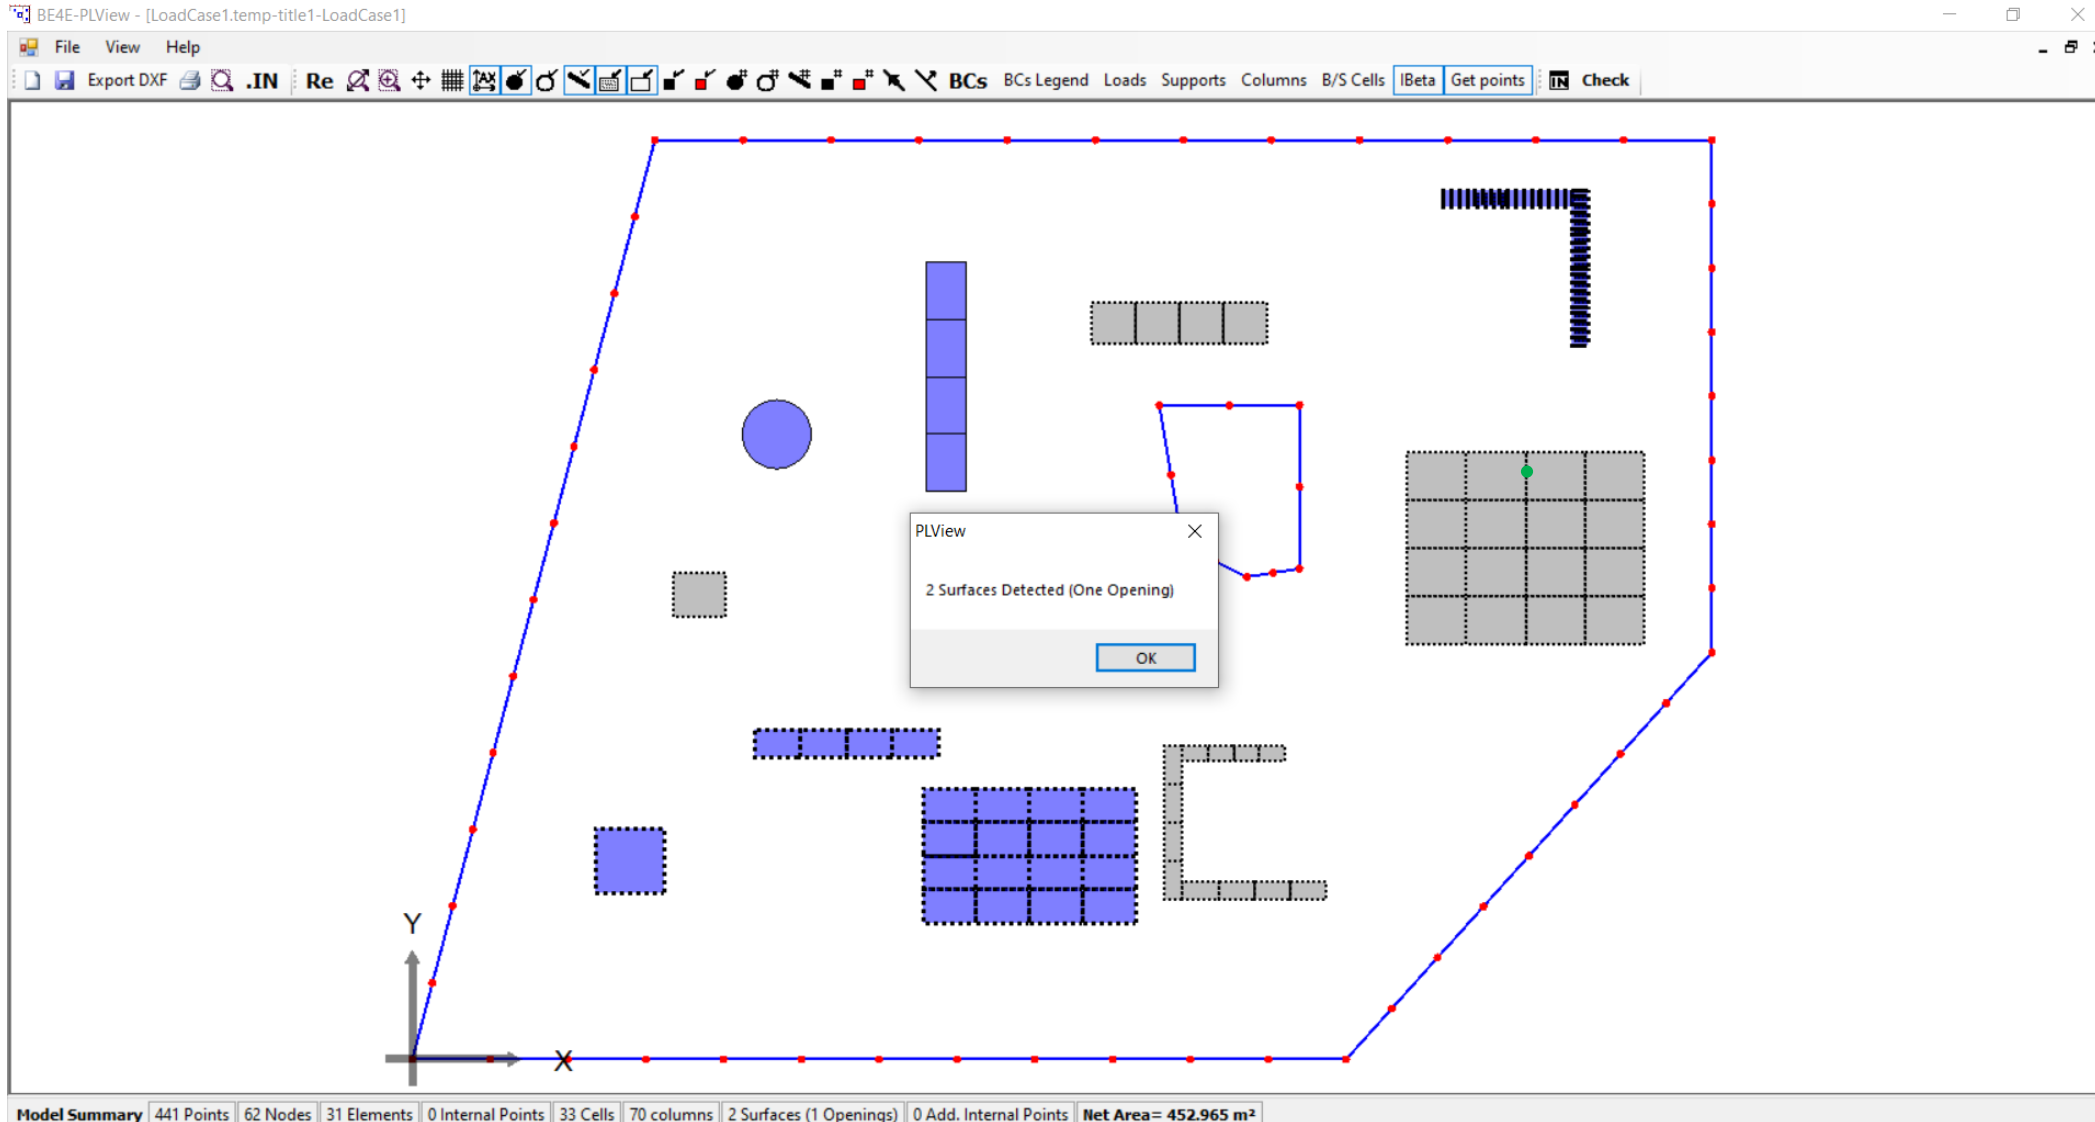 BE4E-PLView - [LoadCase1.temp-title1-LoadCase1]
File View Help
Export DXF .IN Re BCs BCs Legend Loads Supports Columns B/S Cells IBeta Get points IN Check
PLView
2 Surfaces Detected (One Opening)
OK
Y
X
Model Summary 441 Points 62 Nodes 31 Elements 0 Internal Points 33 Cells 70 columns 2 Surfaces (1 Openings) 0 Add. Internal Points Net Area= 452.965 m²